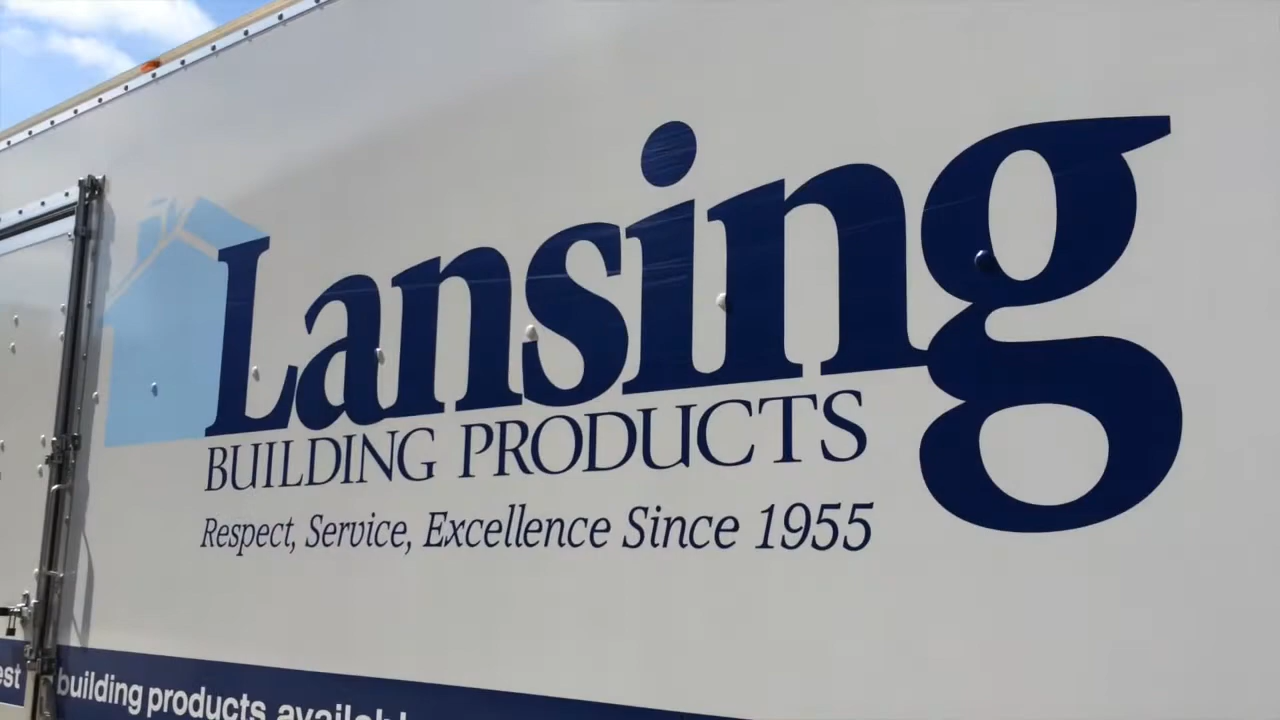 Lansing
BUILDING PRODUCTS
Respect, Service, Excellence Since 1955
building products